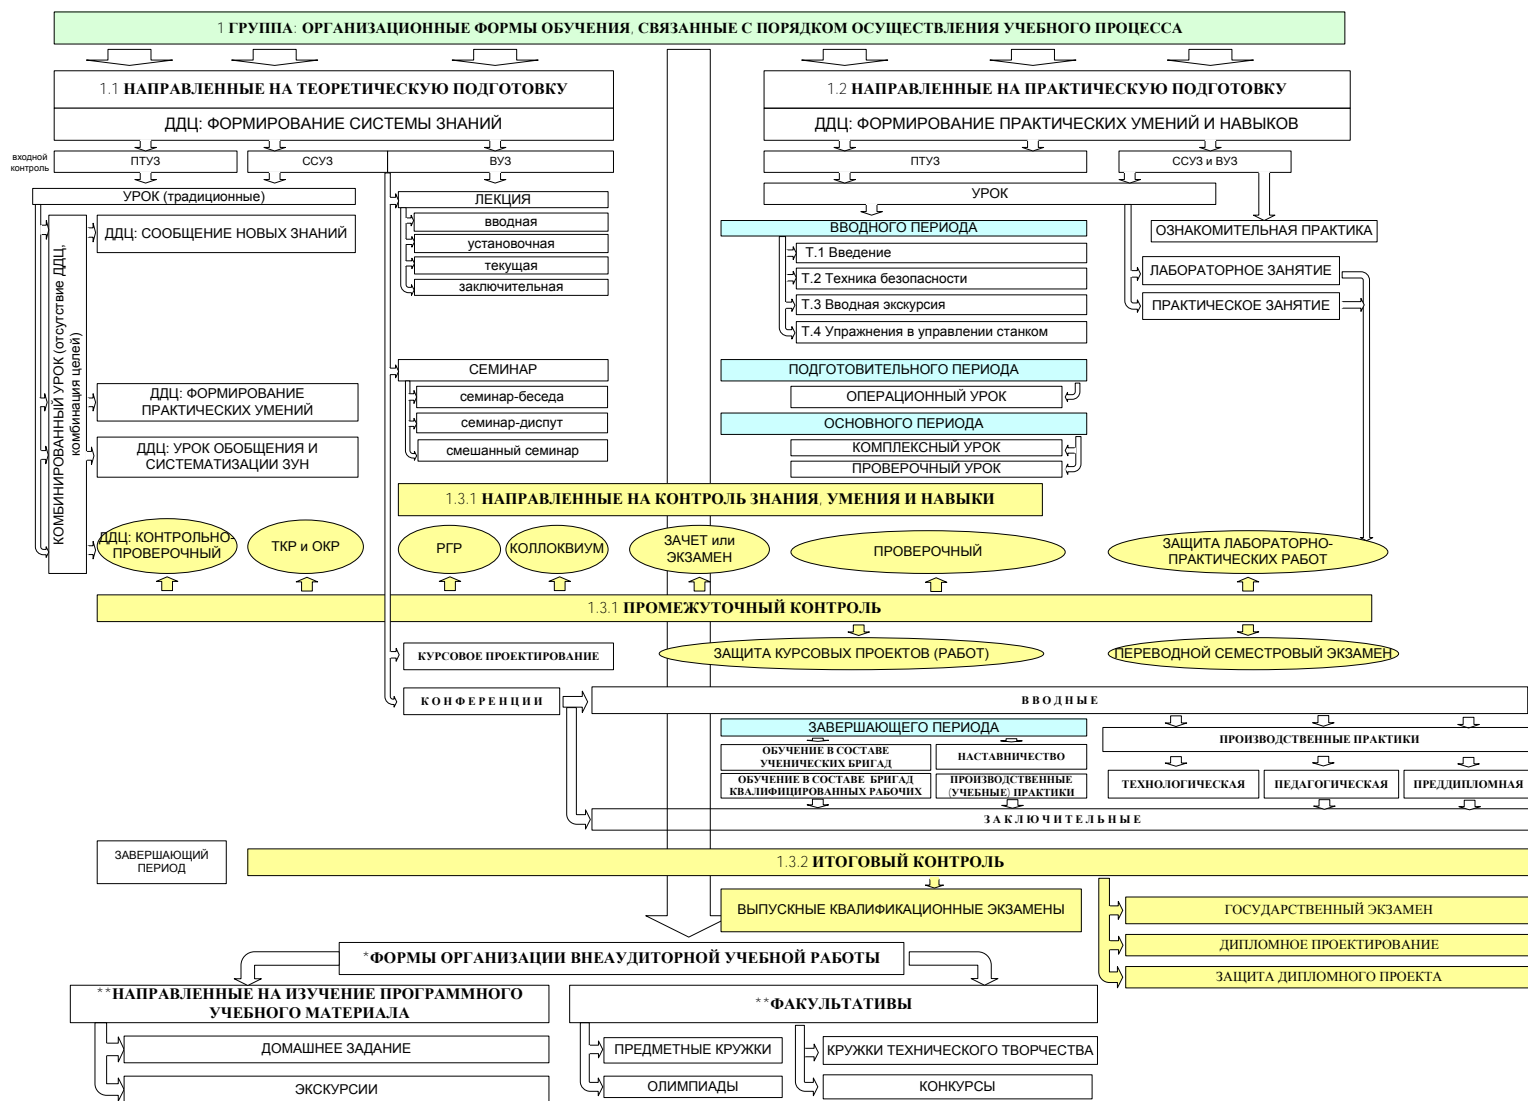 1 ГРУППА: ОРГАНИЗАЦИОННЫЕ ФОРМЫ ОБУЧЕНИЯ, СВЯЗАННЫЕ С ПОРЯДКОМ ОСУЩЕСТВЛЕНИЯ УЧЕБНОГО ПРОЦЕССА
1.1 НАПРАВЛЕННЫЕ НА ТЕОРЕТИЧЕСКУЮ ПОДГОТОВКУ
ДДЦ: ФОРМИРОВАНИЕ СИСТЕМЫ ЗНАНИЙ
входной
контроль
ПТУЗ
ССУЗ
ВУЗ
УРОК (традиционные)
КОМБИНИРОВАННЫЙ УРОК (отсутствие ДДЦ,
комбинация целей)
ДДЦ: СООБЩЕНИЕ НОВЫХ ЗНАНИЙ
ДДЦ: ФОРМИРОВАНИЕ
ПРАКТИЧЕСКИХ УМЕНИЙ
ДДЦ: УРОК ОБОБЩЕНИЯ И
СИСТЕМАТИЗАЦИИ ЗУН
ЛЕКЦИЯ
вводная
установочная
текущая
заключительная
СЕМИНАР
семинар-беседа
семинар-диспут
смешанный семинар
1.2 НАПРАВЛЕННЫЕ НА ПРАКТИЧЕСКУЮ ПОДГОТОВКУ
ДДЦ: ФОРМИРОВАНИЕ ПРАКТИЧЕСКИХ УМЕНИЙ И НАВЫКОВ
ПТУЗ
ССУЗ и ВУЗ
УРОК
ВВОДНОГО ПЕРИОДА
Т.1 Введение
Т.2 Техника безопасности
Т.3 Вводная экскурсия
Т.4 Упражнения в управлении станком
ОЗНАКОМИТЕЛЬНАЯ ПРАКТИКА
ЛАБОРАТОРНОЕ ЗАНЯТИЕ
ПРАКТИЧЕСКОЕ ЗАНЯТИЕ
ПОДГОТОВИТЕЛЬНОГО ПЕРИОДА
ОПЕРАЦИОННЫЙ УРОК
ОСНОВНОГО ПЕРИОДА
КОМПЛЕКСНЫЙ УРОК
ПРОВЕРОЧНЫЙ УРОК
1.3.1 НАПРАВЛЕННЫЕ НА КОНТРОЛЬ ЗНАНИЯ, УМЕНИЯ И НАВЫКИ
ДДЦ: КОНТРОЛЬНО-
ПРОВЕРОЧНЫЙ
ТКР и ОКР
РГР
КОЛЛОКВИУМ
ЗАЧЕТ или
ЭКЗАМЕН
ПРОВЕРОЧНЫЙ
ЗАЩИТА ЛАБОРАТОРНО-
ПРАКТИЧЕСКИХ РАБОТ
1.3.1 ПРОМЕЖУТОЧНЫЙ КОНТРОЛЬ
КУРСОВОЕ ПРОЕКТИРОВАНИЕ
ЗАЩИТА КУРСОВЫХ ПРОЕКТОВ (РАБОТ)
ПЕРЕВОДНОЙ СЕМЕСТРОВЫЙ ЭКЗАМЕН
КОНФЕРЕНЦИИ
ВВОДНЫЕ
ЗАВЕРШАЮЩЕГО ПЕРИОДА
ОБУЧЕНИЕ В СОСТАВЕ
УЧЕНИЧЕСКИХ БРИГАД
НАСТАВНИЧЕСТВО
ОБУЧЕНИЕ В СОСТАВЕ БРИГАД
КВАЛИФИЦИРОВАННЫХ РАБОЧИХ
ПРОИЗВОДСТВЕННЫЕ
(УЧЕБНЫЕ) ПРАКТИКИ
ПРОИЗВОДСТВЕННЫЕ ПРАКТИКИ
ТЕХНОЛОГИЧЕСКАЯ
ПЕДАГОГИЧЕСКАЯ
ПРЕДДИПЛОМНАЯ
ЗАКЛЮЧИТЕЛЬНЫЕ
ЗАВЕРШАЮЩИЙ
ПЕРИОД
1.3.2 ИТОГОВЫЙ КОНТРОЛЬ
ВЫПУСКНЫЕ КВАЛИФИКАЦИОННЫЕ ЭКЗАМЕНЫ
ГОСУДАРСТВЕННЫЙ ЭКЗАМЕН
ДИПЛОМНОЕ ПРОЕКТИРОВАНИЕ
ЗАЩИТА ДИПЛОМНОГО ПРОЕКТА
*ФОРМЫ ОРГАНИЗАЦИИ ВНЕАУДИТОРНОЙ УЧЕБНОЙ РАБОТЫ
**НАПРАВЛЕННЫЕ НА ИЗУЧЕНИЕ ПРОГРАММНОГО
УЧЕБНОГО МАТЕРИАЛА
ДОМАШНЕЕ ЗАДАНИЕ
ЭКСКУРСИИ
**ФАКУЛЬТАТИВЫ
ПРЕДМЕТНЫЕ КРУЖКИ
ОЛИМПИАДЫ
КРУЖКИ ТЕХНИЧЕСКОГО ТВОРЧЕСТВА
КОНКУРСЫ